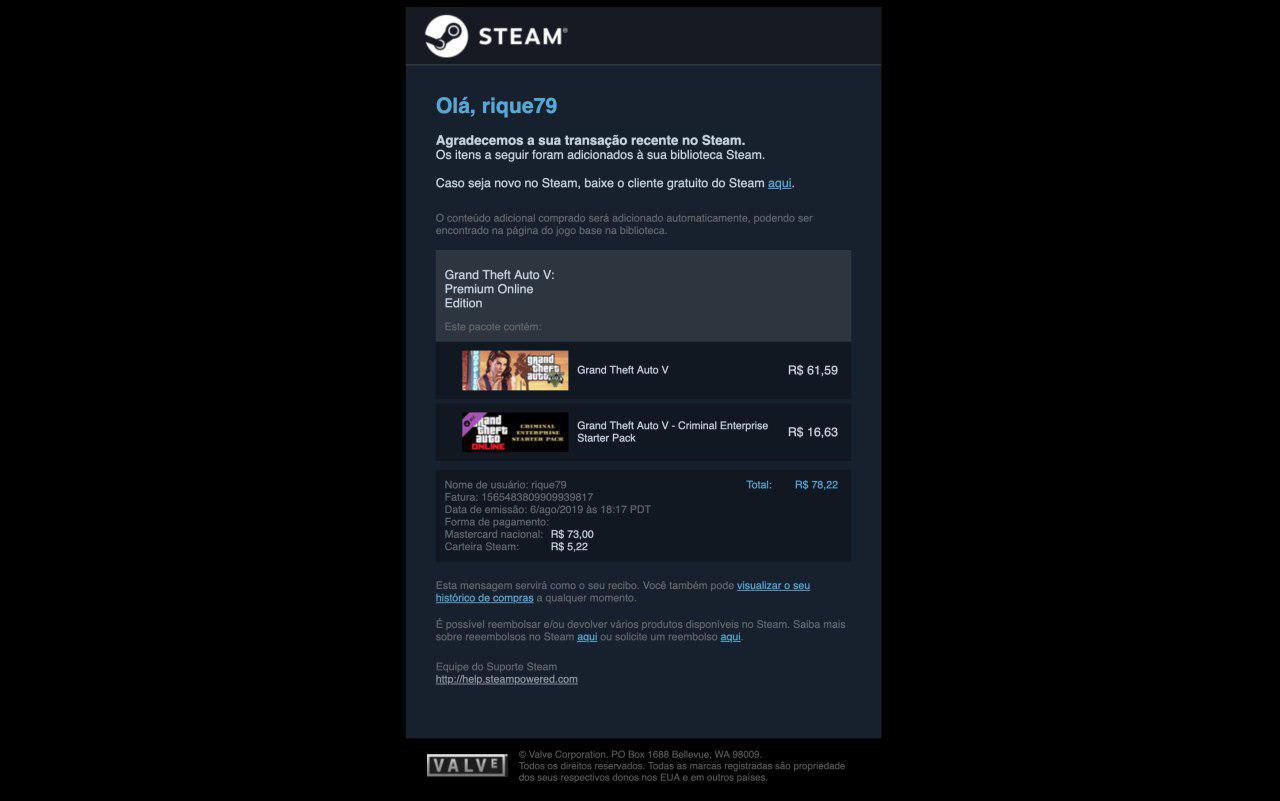 STEAM®
Olá, rique79
Agradecemos a sua transação recente no Steam.
Os itens a seguir foram adicionados à sua biblioteca Steam.
Caso seja novo no Steam, baixe o cliente gratuito do Steam aqui.
O conteúdo adicional comprado será adicionado automaticamente, podendo ser
encontrado na página do jogo base na biblioteca.
Grand Theft Auto V:
Premium Online
Edition
Este pacote contém:
grand
theft
auto
Grand Theft Auto V
R$ 61,59
grand
theft
auto
ONLINE
CRIMINAL
ENTERPRISE
STARTER PACK
Grand Theft Auto V - Criminal Enterprise
Starter Pack
R$ 16,63
Nome de usuário: rique79
Total: R$ 78,22
Fatura: 1565483809909939817
Data de emissão: 6/ago/2019 às 18:17 PDT
Forma de pagamento:
Mastercard nacional: R$ 73,00
Carteira Steam: R$ 5,22
Esta mensagem servirá como o seu recibo. Você também pode visualizar o seu
histórico de compras a qualquer momento.
É possível reembolsar e/ou devolver vários produtos disponíveis no Steam. Saiba mais
sobre reeembolsos no Steam aqui ou solicite um reembolso aqui.
Equipe do Suporte Steam
http://help.steampowered.com
VALVE
© Valve Corporation. PO Box 1688 Bellevue, WA 98009.
Todos os direitos reservados. Todas as marcas registradas são propriedade
dos seus respectivos donos nos EUA e em outros países.